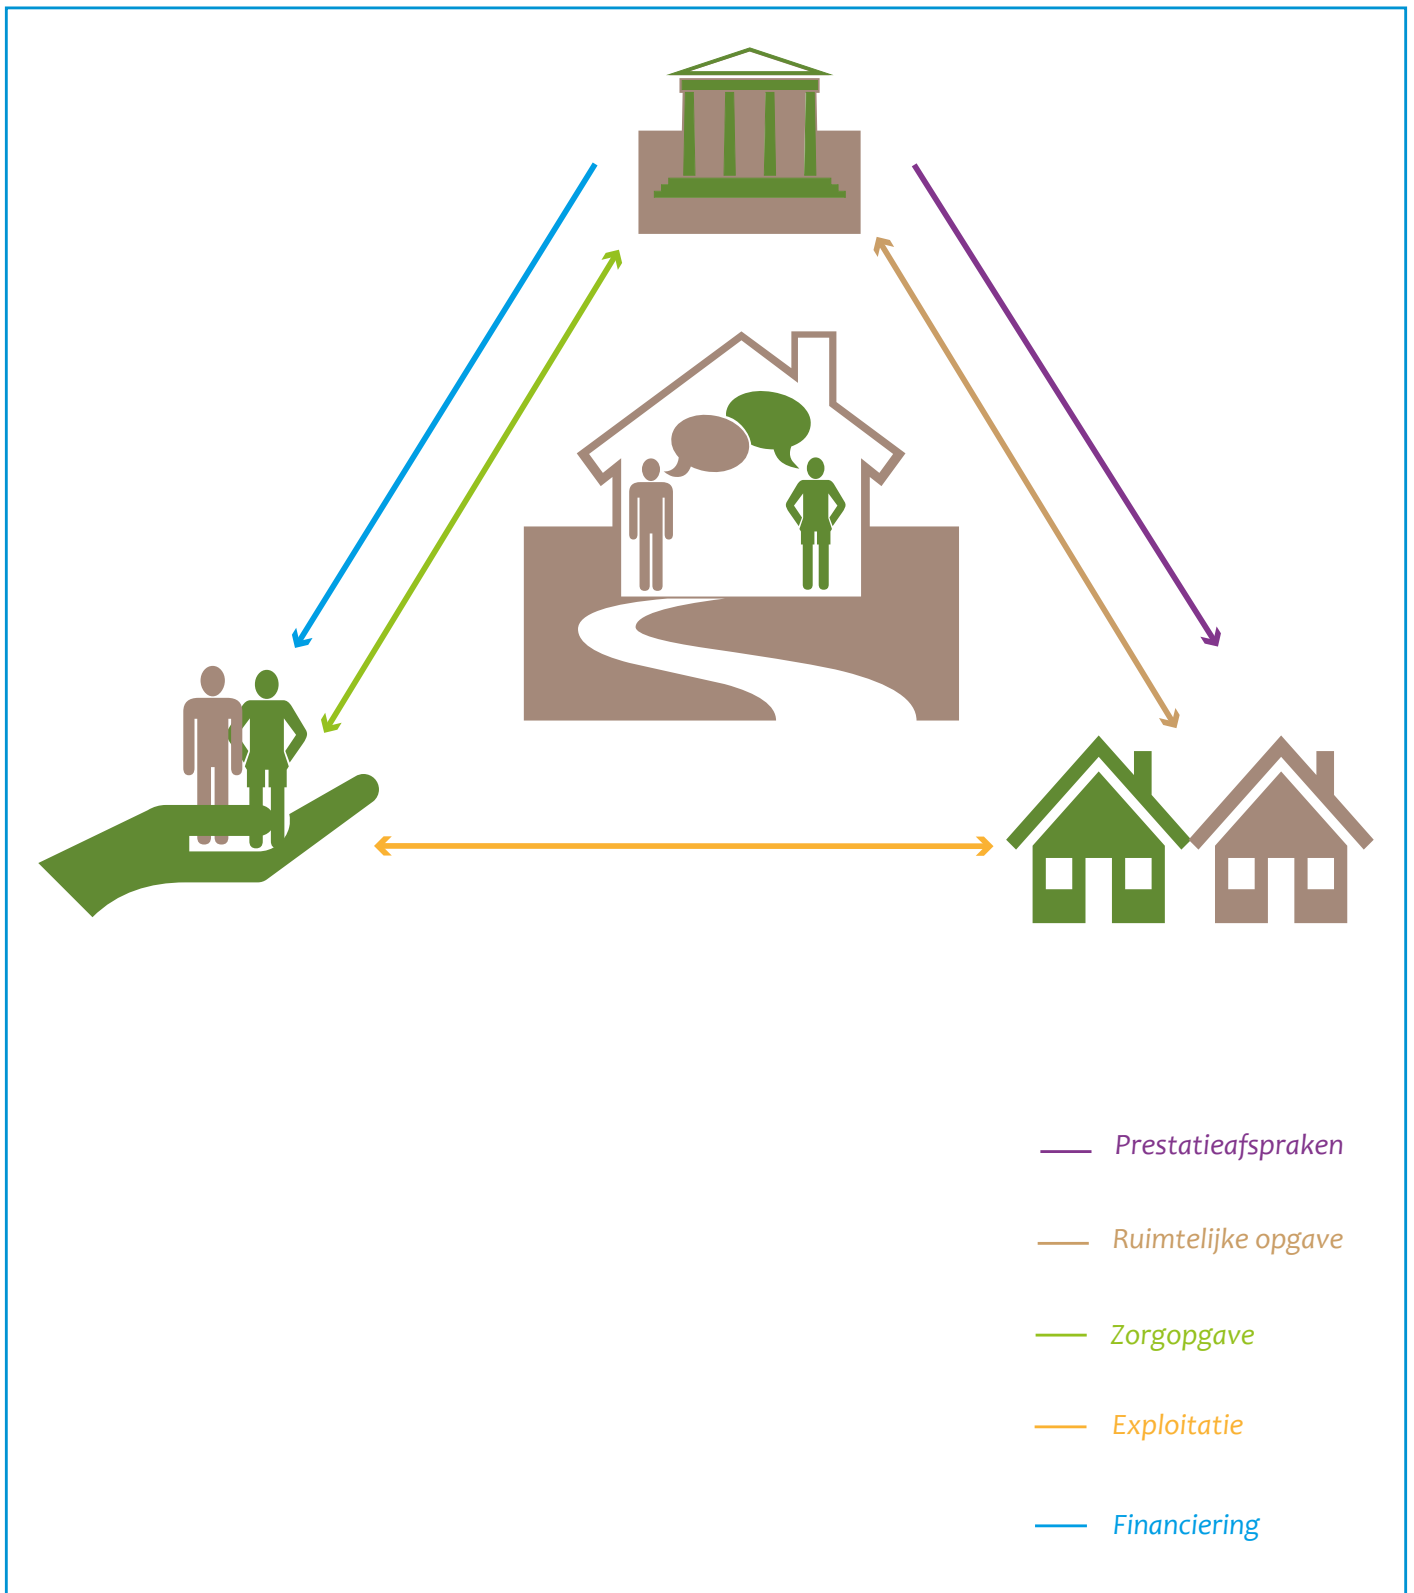 Prestatieafspraken
Ruimtelijke opgave
Zorgopgave
Exploitatie
Financiering